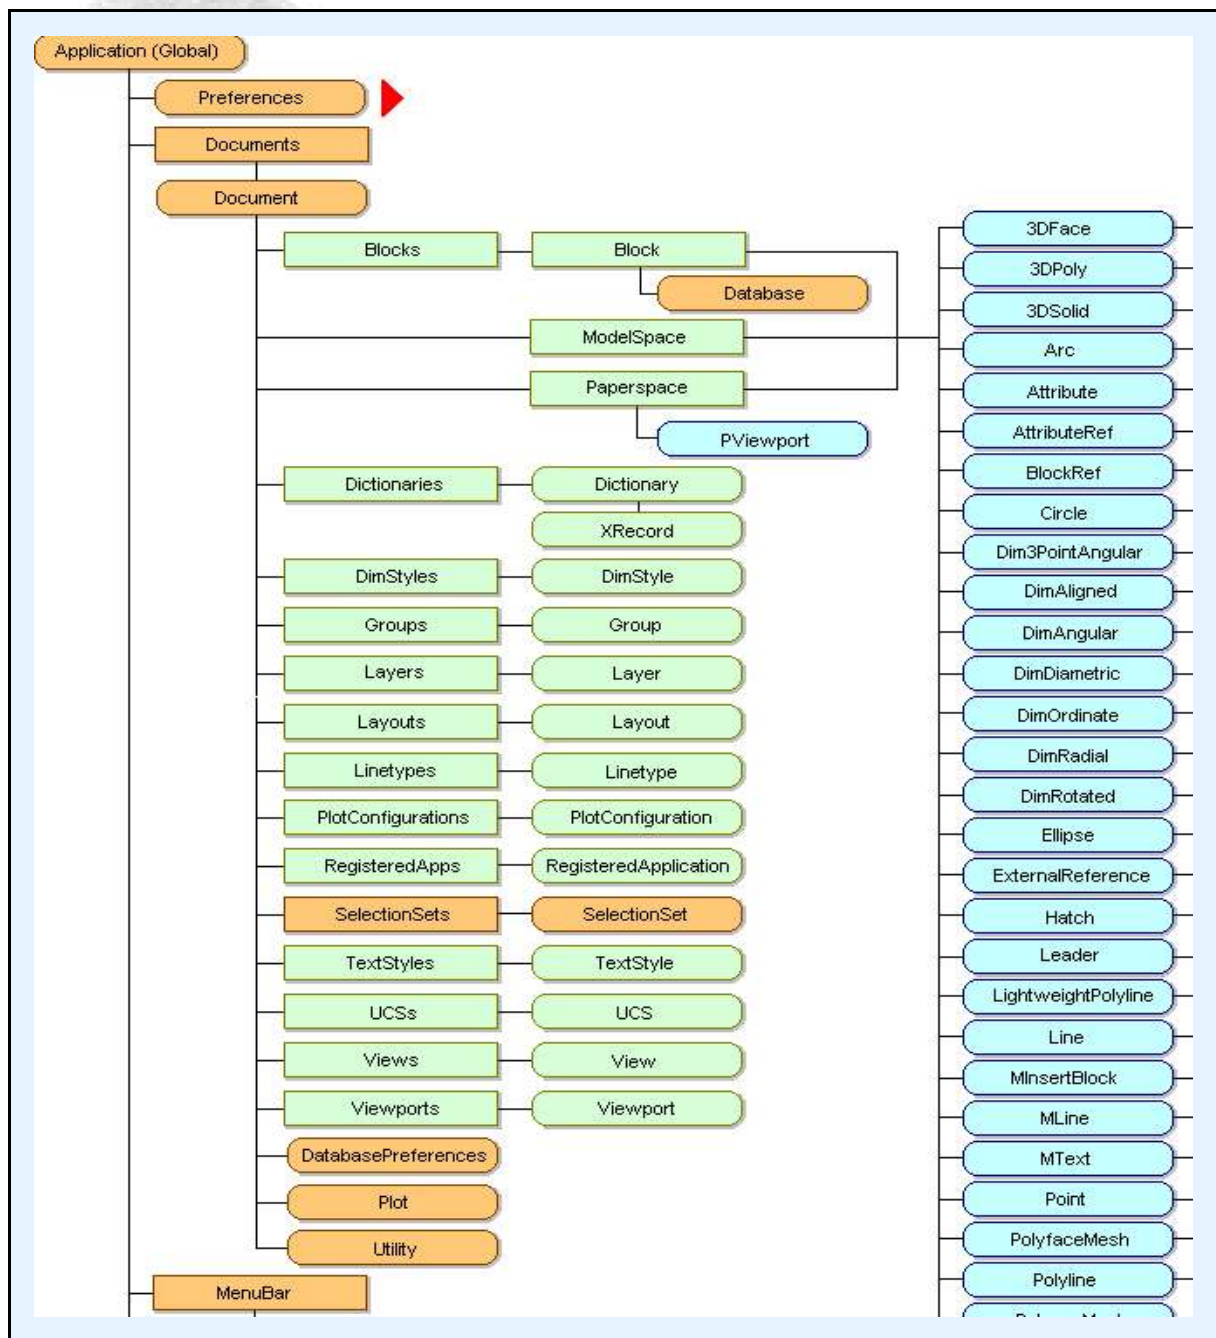 Application (Global)
Preferences
Documents
Document
Blocks
Block
Database
ModelSpace
Paperspace
PViewport
Dictionaries
Dictionary
XRecord
DimStyles
DimStyle
Groups
Group
Layers
Layer
Layouts
Layout
Linetypes
Linetype
PlotConfigurations
PlotConfiguration
RegisteredApps
RegisteredApplication
SelectionSets
SelectionSet
TextStyles
TextStyle
UCSs
UCS
Views
View
Viewports
Viewport
DatabasePreferences
Plot
Utility
MenuBar
3DFace
3DPoly
3DSolid
Arc
Attribute
AttributeRef
BlockRef
Circle
Dim3PointAngular
DimAligned
DimAngular
DimDiametric
DimOrdinate
DimRadial
DimRotated
Ellipse
ExternalReference
Hatch
Leader
LightweightPolyline
Line
MInsertBlock
MLine
MText
Point
PolyfaceMesh
Polyline